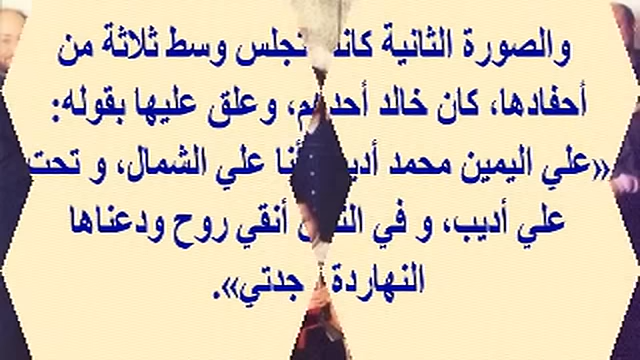 والصورة الثانية كانت تجلس وسط ثلاثة من
أحفادها، كان خالد أحدهم، وعلق عليها بقوله:
«علي اليمين محمد أديب، أنا علي الشمال، و تحت
علي أديب، و في النص أنقي روح ودعناها
النهاردة جدتي».